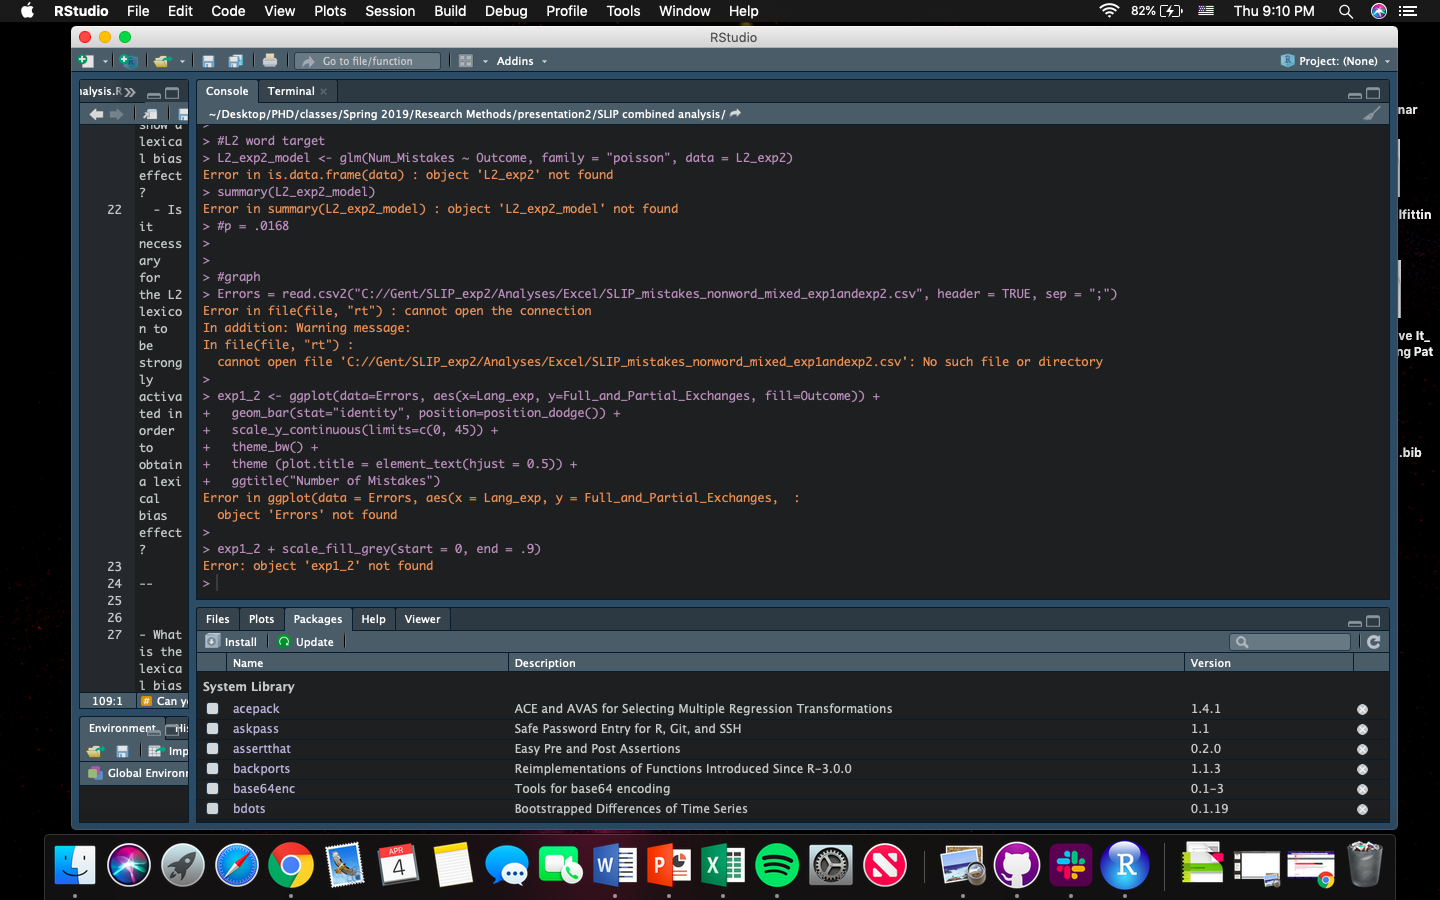 RStudio File Edit Code View Plots Session Build Debug Profile Tools Window Help 82% Thu 9:10 PM
RStudio
Go to file/function Addins Project: (None)
nalysis.R
show a
lexica
l bias
effect
?
22 - Is
it
necess
ary
for
the L2
lexico
n to
be
strong
ly
activa
ted in
order
to
obtain
a lexi
cal
bias
effect
?
23
24 --
25
26
27 - What
is the
lexica
l bias
109:1 # Can y
Environment His
Imp
Global Environ
Console Terminal
~/Desktop/PHD/classes/Spring 2019/Research Methods/presentation2/SLIP combined analysis/
>
> #L2 word target
> L2_exp2_model <- glm(Num_Mistakes ~ Outcome, family = "poisson", data = L2_exp2)
Error in is.data.frame(data) : object 'L2_exp2' not found
> summary(L2_exp2_model)
Error in summary(L2_exp2_model) : object 'L2_exp2_model' not found
> #p = .0168
>
>
> #graph
> Errors = read.csv2("C://Gent/SLIP_exp2/Analyses/Excel/SLIP_mistakes_nonword_mixed_exp1andexp2.csv", header = TRUE, sep = ";")
Error in file(file, "rt") : cannot open the connection
In addition: Warning message:
In file(file, "rt") :
  cannot open file 'C://Gent/SLIP_exp2/Analyses/Excel/SLIP_mistakes_nonword_mixed_exp1andexp2.csv': No such file or directory
>
> exp1_2 <- ggplot(data=Errors, aes(x=Lang_exp, y=Full_and_Partial_Exchanges, fill=Outcome)) +
+   geom_bar(stat="identity", position=position_dodge()) +
+   scale_y_continuous(limits=c(0, 45)) +
+   theme_bw() +
+   theme (plot.title = element_text(hjust = 0.5)) +
+   ggtitle("Number of Mistakes")
Error in ggplot(data = Errors, aes(x = Lang_exp, y = Full_and_Partial_Exchanges,  :
  object 'Errors' not found
>
> exp1_2 + scale_fill_grey(start = 0, end = .9)
Error: object 'exp1_2' not found
>
Files Plots Packages Help Viewer
Install Update
Name Description Version
System Library
acepack ACE and AVAS for Selecting Multiple Regression Transformations 1.4.1
askpass Safe Password Entry for R, Git, and SSH 1.1
assertthat Easy Pre and Post Assertions 0.2.0
backports Reimplementations of Functions Introduced Since R-3.0.0 1.1.3
base64enc Tools for base64 encoding 0.1-3
bdots Bootstrapped Differences of Time Series 0.1.19
nar
lfittin
ve It_
ng Pat
.bib
APR
4
W P X N R